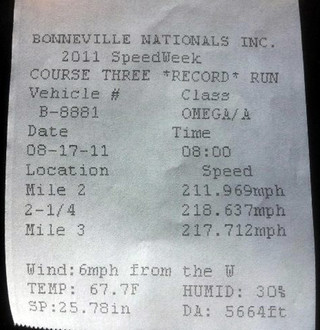 BONNEVILLE NATIONALS INC.
2011 SpeedWeek
COURSE THREE *RECORD* RUN
Vehicle # Class
B-8881 OMEGA/A
Date Time
08-17-11 08:00
Location Speed
Mile 2 211.969mph
2-1/4 218.637mph
Mile 3 217.712mph
Wind:6mph from the W
TEMP: 67.7F HUMID: 30%
SP:25.78in DA: 5664ft